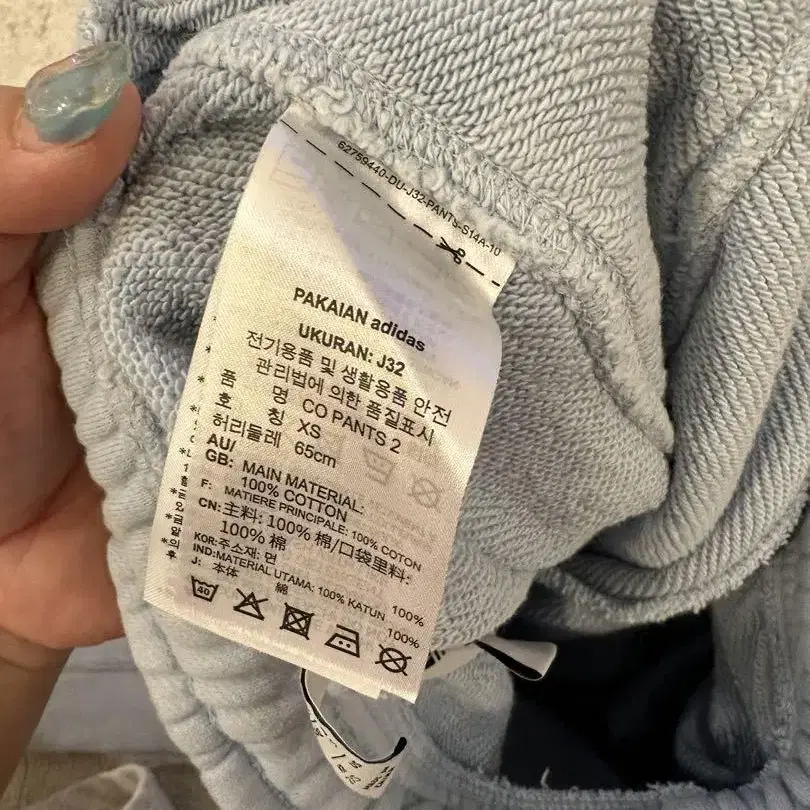 62759440-DU-J32-PANTS-S14A-10
PAKAIAN adidas
UKURAN: J32
전기용품 및 생활용품 안전
관리법에 의한 품질표시
품 명 CO PANTS 2
호 칭 XS
허리둘레 65cm
AU/
GB: MAIN MATERIAL:
100% COTTON
F: MATIERE PRINCIPALE: 100% COTON
CN: 主料: 100% 棉/口袋里料:
100% 棉
KOR: 주소재: 면 100%
IND: MATERIAL UTAMA: 100% KATUN
J: 本体 綿 100%
40